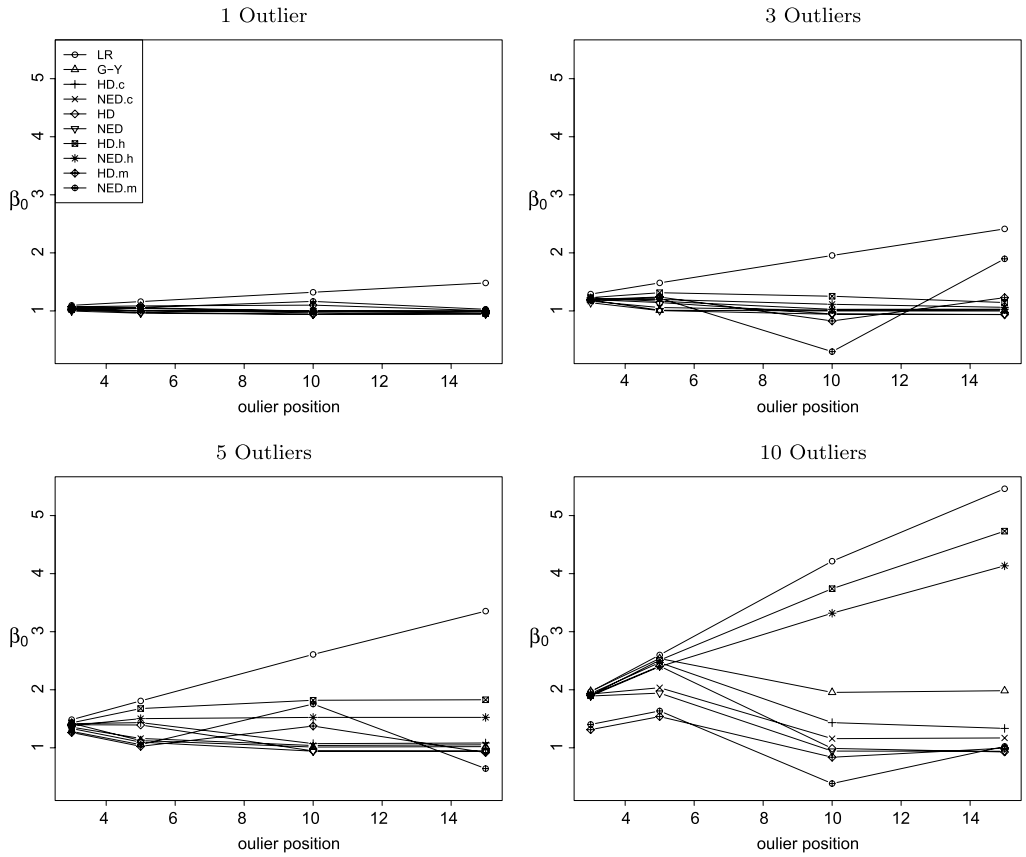 1 Outlier
LR
G−Y
HD.c
NED.c
HD
NED
HD.h
NED.h
HD.m
NED.m
β0
1 2 3 4 5
4 6 8 10 12 14
oulier position
3 Outliers
β0
1 2 3 4 5
4 6 8 10 12 14
oulier position
5 Outliers
β0
1 2 3 4 5
4 6 8 10 12 14
oulier position
10 Outliers
β0
1 2 3 4 5
4 6 8 10 12 14
oulier position